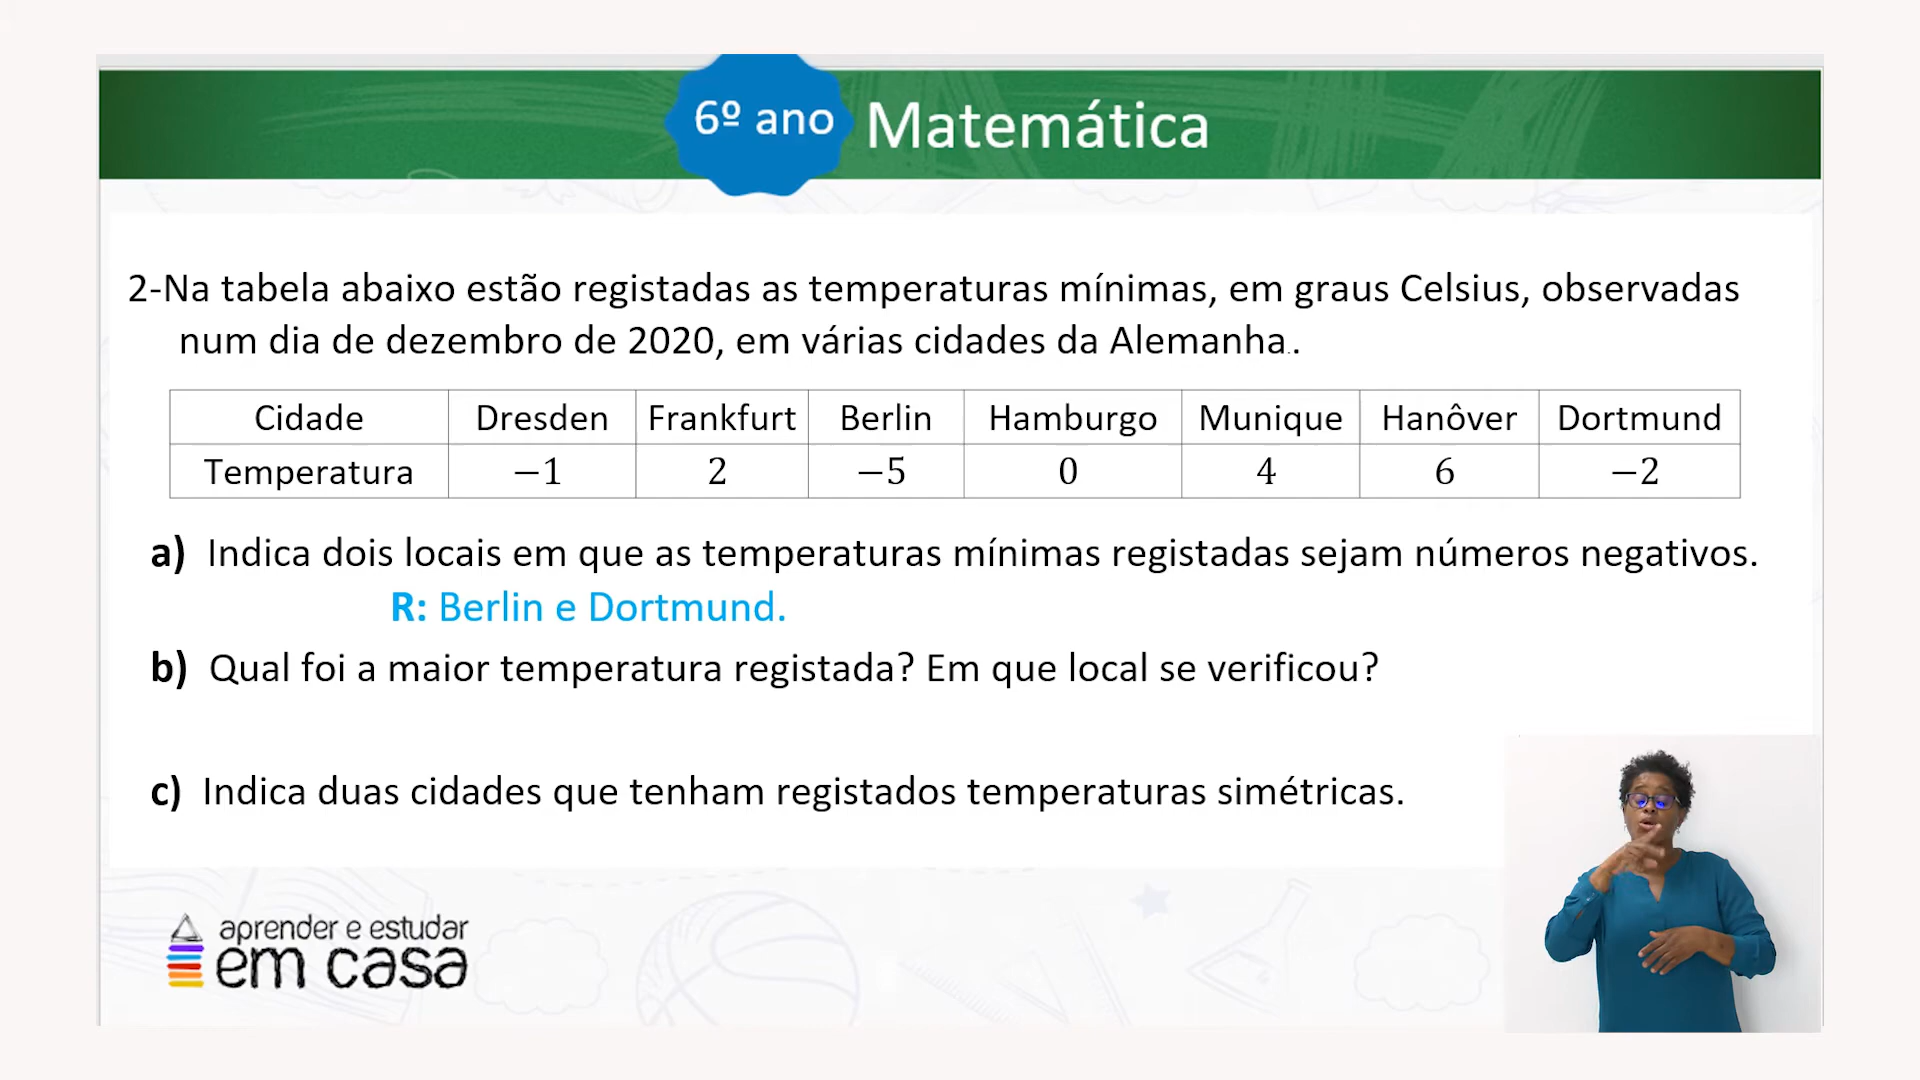 6º ano Matemática
2-Na tabela abaixo estão registadas as temperaturas mínimas, em graus Celsius, observadas
num dia de dezembro de 2020, em várias cidades da Alemanha..
Cidade Dresden Frankfurt Berlin Hamburgo Munique Hanôver Dortmund
Temperatura −1 2 −5 0 4 6 −2
a) Indica dois locais em que as temperaturas mínimas registadas sejam números negativos.
R: Berlin e Dortmund.
b) Qual foi a maior temperatura registada? Em que local se verificou?
c) Indica duas cidades que tenham registados temperaturas simétricas.
aprender e estudar
em casa